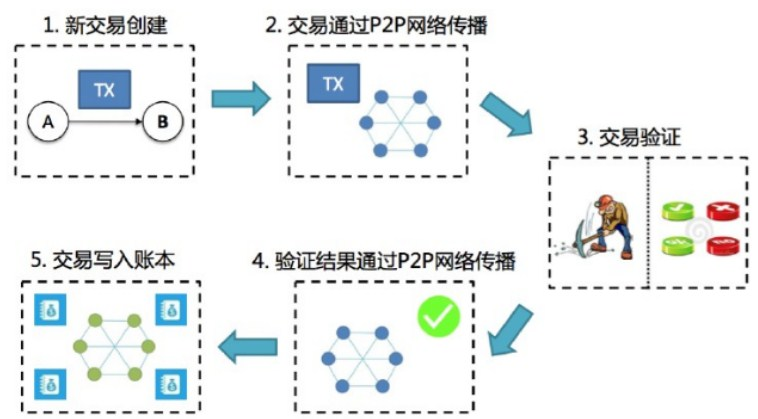 1. 新交易创建
TX
A
B
2. 交易通过P2P网络传播
TX
3. 交易验证
4. 验证结果通过P2P网络传播
5. 交易写入账本